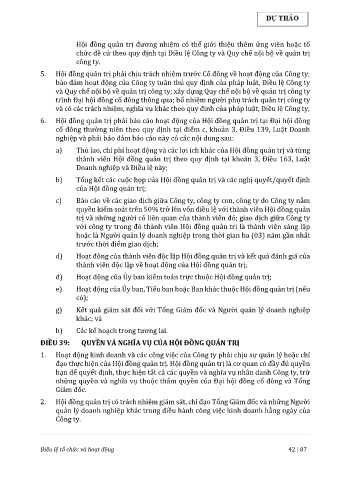 DỰ THẢO
Hội đồng quản trị đương nhiệm có thể giới thiệu thêm ứng viên hoặc tổ
chức đề cử theo quy định tại Điều lệ Công ty và Quy chế nội bộ về quản trị
công ty.
5. Hội đồng quản trị phải chịu trách nhiệm trước Cổ đông về hoạt động của Công ty;
bảo đảm hoạt động của Công ty tuân thủ quy định của pháp luật, Điều lệ Công ty
và Quy chế nội bộ về quản trị công ty; xây dựng Quy chế nội bộ về quản trị công ty
trình Đại hội đồng cổ đông thông qua; bổ nhiệm người phụ trách quản trị công ty
và có các trách nhiệm, nghĩa vụ khác theo quy định của pháp luật, Điều lệ Công ty;
6. Hội đồng quản trị phải báo cáo hoạt động của Hội đồng quản trị tại Đại hội đồng
cổ đông thường niên theo quy định tại điểm c, khoản 3, Điều 139, Luật Doanh
nghiệp và phải bảo đảm báo cáo này có các nội dung sau:
a) Thù lao, chi phí hoạt động và các lợi ích khác của Hội đồng quản trị và từng
thành viên Hội đồng quản trị theo quy định tại khoản 3, Điều 163, Luật
Doanh nghiệp và Điều lệ này;
b) Tổng kết các cuộc họp của Hội đồng quản trị và các nghị quyết/quyết định
của Hội đồng quản trị;
c) Báo cáo về các giao dịch giữa Công ty, công ty con, công ty do Công ty nắm
quyền kiểm soát trên 50% trở lên vốn điều lệ với thành viên Hội đồng quản
trị và những người có liên quan của thành viên đó; giao dịch giữa Công ty
với công ty trong đó thành viên Hội đồng quản trị là thành viên sáng lập
hoặc là Người quản lý doanh nghiệp trong thời gian ba (03) năm gần nhất
trước thời điểm giao dịch;
d) Hoạt động của thành viên độc lập Hội đồng quản trị và kết quả đánh giá của
thành viên độc lập về hoạt động của Hội đồng quản trị;
đ) Hoạt động của Ủy ban kiểm toán trực thuộc Hội đồng quản trị;
e) Hoạt động của Ủy ban, Tiểu ban hoặc Ban khác thuộc Hội đồng quản trị (nếu
có);
g) Kết quả giám sát đối với Tổng Giám đốc và Người quản lý doanh nghiệp
khác; và
h) Các kế hoạch trong tương lai.
ĐIỀU 39: QUYỀN VÀ NGHĨA VỤ CỦA HỘI ĐỒNG QUẢN TRỊ
1. Hoạt động kinh doanh và các công việc của Công ty phải chịu sự quản lý hoặc chỉ
đạo thực hiện của Hội đồng quản trị. Hội đồng quản trị là cơ quan có đầy đủ quyền
hạn để quyết định, thực hiện tất cả các quyền và nghĩa vụ nhân danh Công ty, trừ
những quyền và nghĩa vụ thuộc thẩm quyền của Đại hội đồng cổ đông và Tổng
Giám đốc.
2. Hội đồng quản trị có trách nhiệm giám sát, chỉ đạo Tổng Giám đốc và những Người
quản lý doanh nghiệp khác trong điều hành công việc kinh doanh hằng ngày của
Công ty.
Điều lệ tổ chức và hoạt động 42 | 87